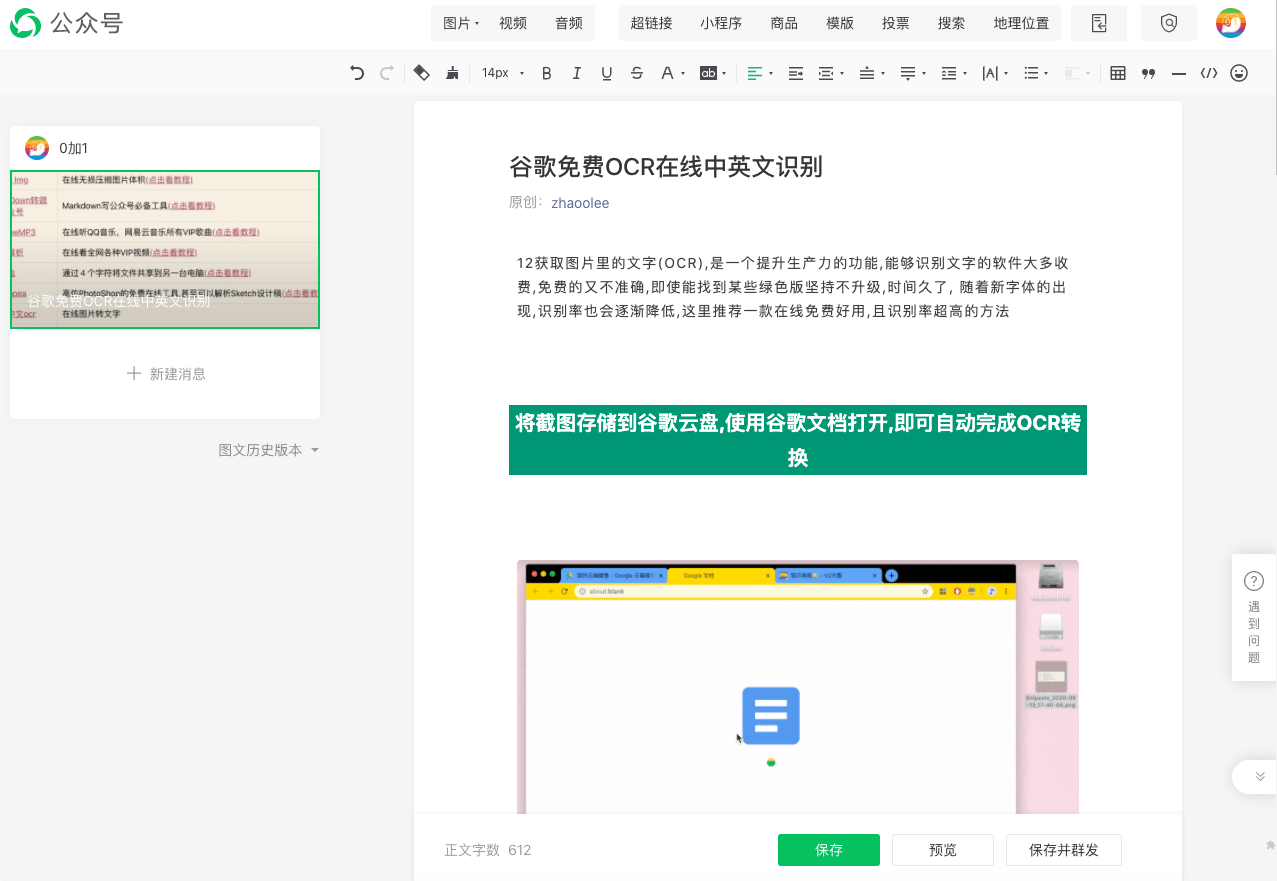 公众号
图片 视频 音频 超链接 小程序 商品 模版 投票 搜索 地理位置
14px B I U S A ab |A|
0加1
Img 在线无损压缩图片体积(点击看教程)
Down转微
众号 Markdown写公众号必备工具(点击看教程)
eMP3 在线听QQ音乐，网易云音乐所有VIP歌曲(点击看教程)
解析 在线看全网各种VIP视频(点击看教程)
通过４个字符将文件共享到另一台电脑(点击看教程)
pea 高仿PhotoShop的免费在线工具,甚至可以解析Sketch设计稿(点击看教
谷歌免费OCR在线中英文识别
文ocr 在线图片转文字
新建消息
图文历史版本
谷歌免费OCR在线中英文识别
原创： zhaoolee
12获取图片里的文字(OCR),是一个提升生产力的功能,能够识别文字的软件大多收
费,免费的又不准确,即使能找到某些绿色版坚持不升级,时间久了, 随着新字体的出
现,识别率也会逐渐降低,这里推荐一款在线免费好用,且识别率超高的方法
将截图存储到谷歌云盘,使用谷歌文档打开,即可自动完成OCR转
换
我的云端硬盘 - Google 云端硬 Google 文档
about:blank
Snipaste_2020-06
-13_17-46-06.png
遇
到
问
题
正文字数 612
保存 预览 保存并群发